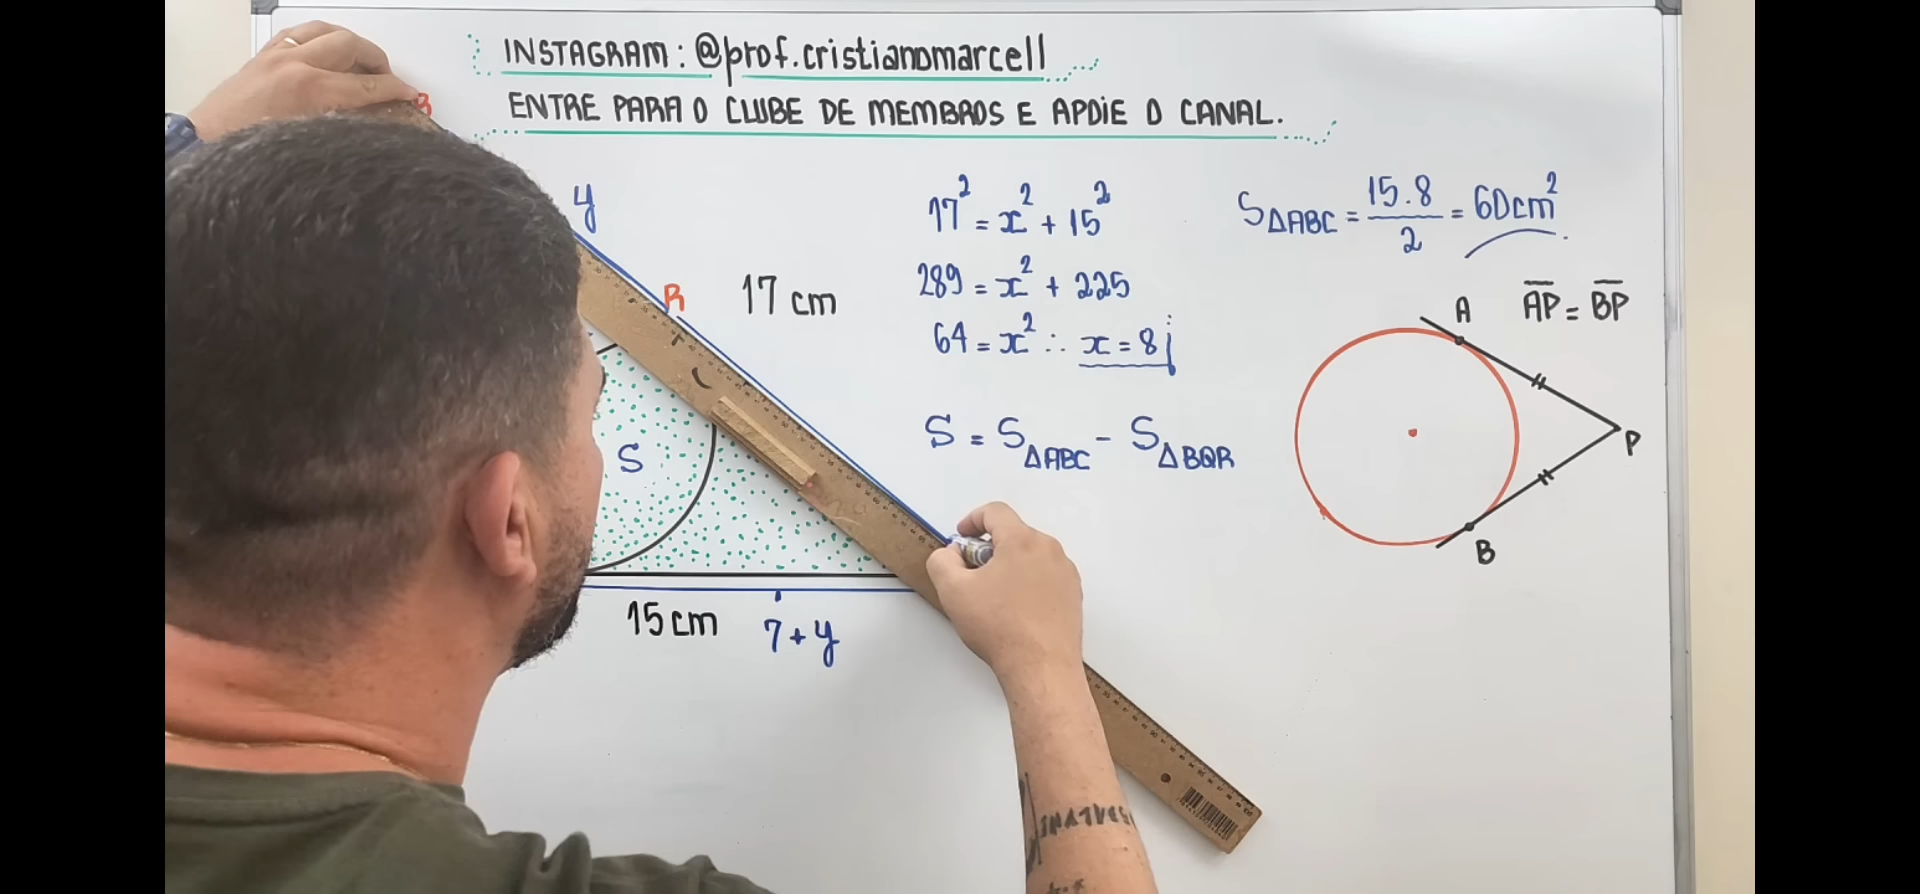 INSTAGRAM: @prof.cristianomarcell
ENTRE PARA O CLUBE DE MEMBROS E APOIE O CANAL.
B
y
R
17 cm
S
15cm
7+y
17² = x² + 15²
289 = x² + 225
64 = x² ∴ x = 8
S = S△ABC - S△BQR
S△ABC = 15.8/2 = 60cm²
A
AP = BP
P
B